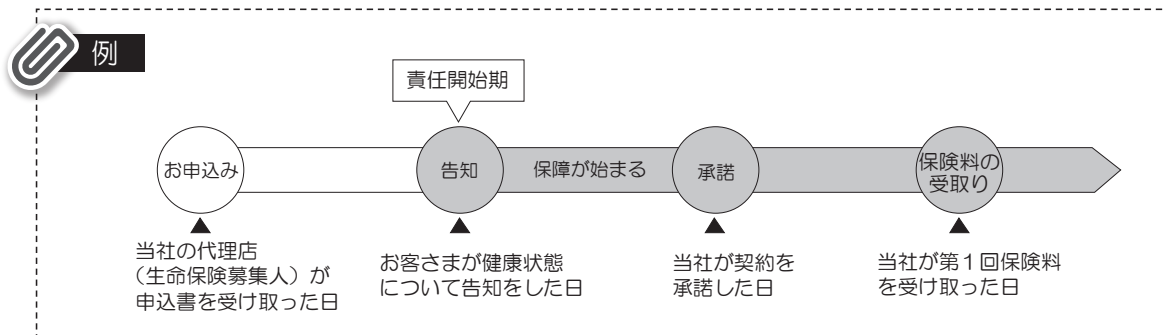 例
責任開始期
お申込み
告知
保障が始まる
承諾
保険料の
受取り
当社の代理店
（生命保険募集人）が
申込書を受け取った日
お客さまが健康状態
について告知をした日
当社が契約を
承諾した日
当社が第１回保険料
を受け取った日